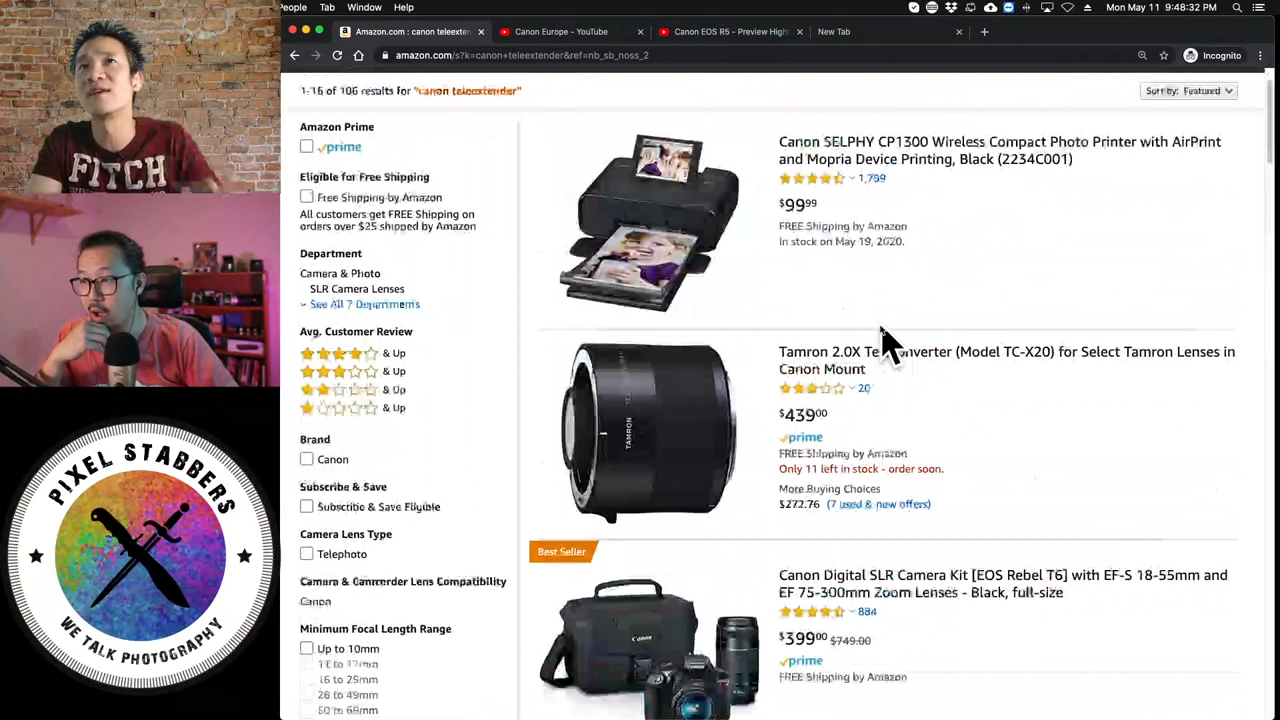 People Tab Window Help
Mon May 11 5:48:32 PM
Amazon.com : canon teleexten
Canon Europe - YouTube
Canon EOS R5 - Preview High
New Tab
amazon.com/s?k=canon+teleextender&ref=nb_sb_noss_2
Incognito
1-16 of 106 results for "canon teleextender"
Sort by: Featured
Amazon Prime
prime
Eligible for Free Shipping
Free Shipping by Amazon
All customers get FREE Shipping on
orders over $25 shipped by Amazon
Department
Camera & Photo
SLR Camera Lenses
See All 7 Departments
Avg. Customer Review
& Up
& Up
& Up
& Up
Brand
Canon
Subscribe & Save
Subscribe & Save Eligible
Camera Lens Type
Telephoto
Camera & Camcorder Lens Compatibility
Canon
Minimum Focal Length Range
Up to 10mm
16 to 25mm
26 to 49mm
50 to 69mm
Canon SELPHY CP1300 Wireless Compact Photo Printer with AirPrint
and Mopria Device Printing, Black (2234C001)
$99.99
FREE Shipping by Amazon
In stock on May 19, 2020.
Tamron 2.0X Teleconverter (Model TC-X20) for Select Tamron Lenses in
Canon Mount
20
$439.00
prime
FREE Shipping by Amazon
Only 11 left in stock - order soon.
More Buying Choices
$272.76 (7 used & new offers)
Best Seller
Canon Digital SLR Camera Kit [EOS Rebel T6] with EF-S 18-55mm and
EF 75-300mm Zoom Lenses - Black, full-size
884
$399.00 $749.00
prime
FREE Shipping by Amazon
TAMRON
Canon
FITCH
PIXEL STABBERS
WE TALK PHOTOGRAPHY